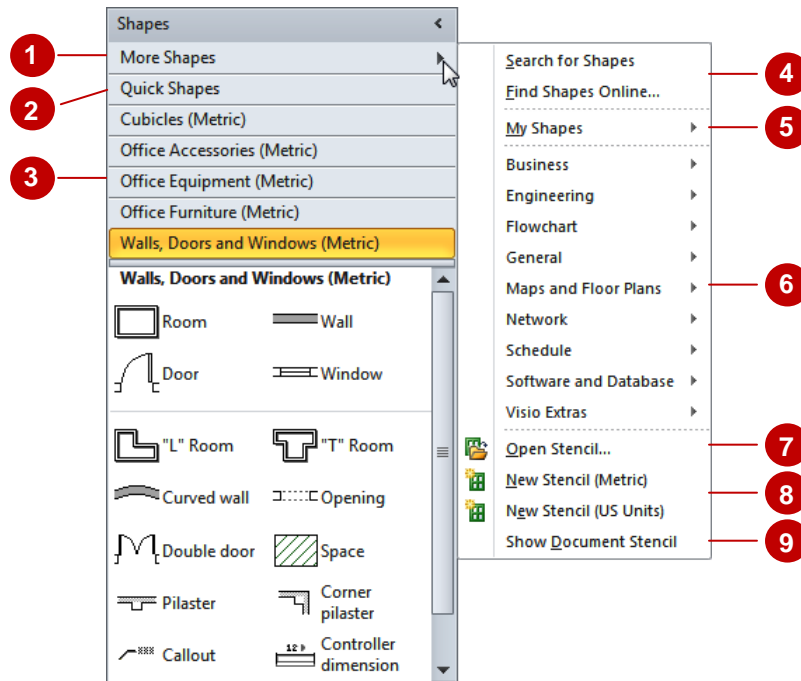 Shapes
1
More Shapes
2
Quick Shapes
Cubicles (Metric)
Office Accessories (Metric)
3
Office Equipment (Metric)
Office Furniture (Metric)
Walls, Doors and Windows (Metric)
Walls, Doors and Windows (Metric)
Room
Wall
Door
Window
"L" Room
"T" Room
Curved wall
Opening
Double door
Space
Pilaster
Corner
pilaster
Callout
12
Controller
dimension
Search for Shapes
4
Find Shapes Online...
My Shapes
5
Business
Engineering
Flowchart
General
Maps and Floor Plans
6
Network
Schedule
Software and Database
Visio Extras
Open Stencil...
7
New Stencil (Metric)
8
New Stencil (US Units)
Show Document Stencil
9